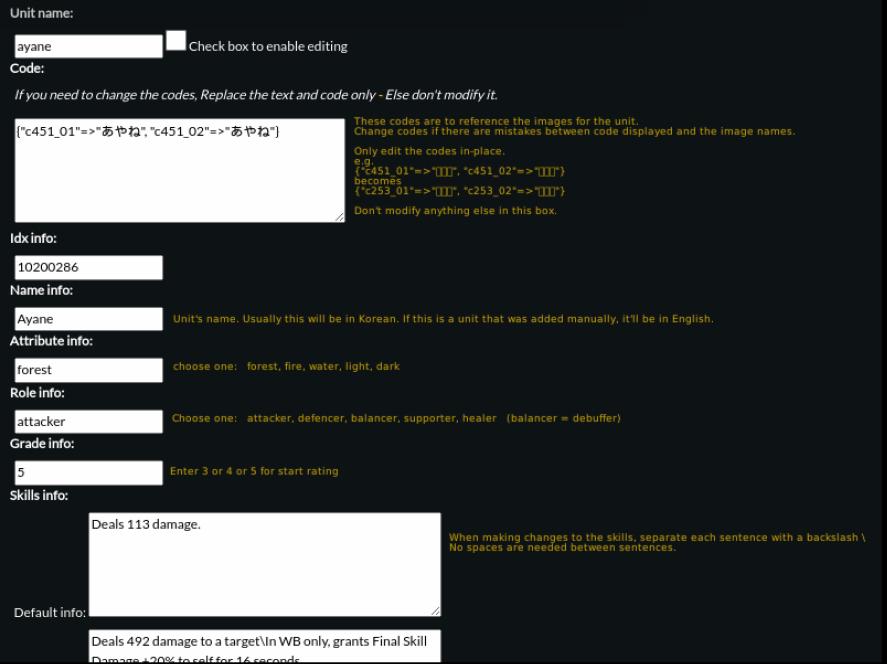 Unit name:
ayane
Check box to enable editing
Code:
If you need to change the codes, Replace the text and code only - Else don't modify it.
{"c451_01"=>"あやね", "c451_02"=>"あやね"}
These codes are to reference the images for the unit.
Change codes if there are mistakes between code displayed and the image names.
Only edit the codes in-place.
e.g.
{"c451_01"=>"▯▯▯", "c451_02"=>"▯▯▯"}
becomes
{"c253_01"=>"▯▯▯", "c253_02"=>"▯▯▯"}
Don't modify anything else in this box.
Idx info:
10200286
Name info:
Ayane
Unit's name. Usually this will be in Korean. If this is a unit that was added manually, it'll be in English.
Attribute info:
forest
choose one: forest, fire, water, light, dark
Role info:
attacker
Choose one: attacker, defencer, balancer, supporter, healer (balancer = debuffer)
Grade info:
5
Enter 3 or 4 or 5 for start rating
Skills info:
Deals 113 damage.
When making changes to the skills, separate each sentence with a backslash \
No spaces are needed between sentences.
Default info:
Deals 492 damage to a target\In WB only, grants Final Skill
Damage +20% to self for 16 seconds